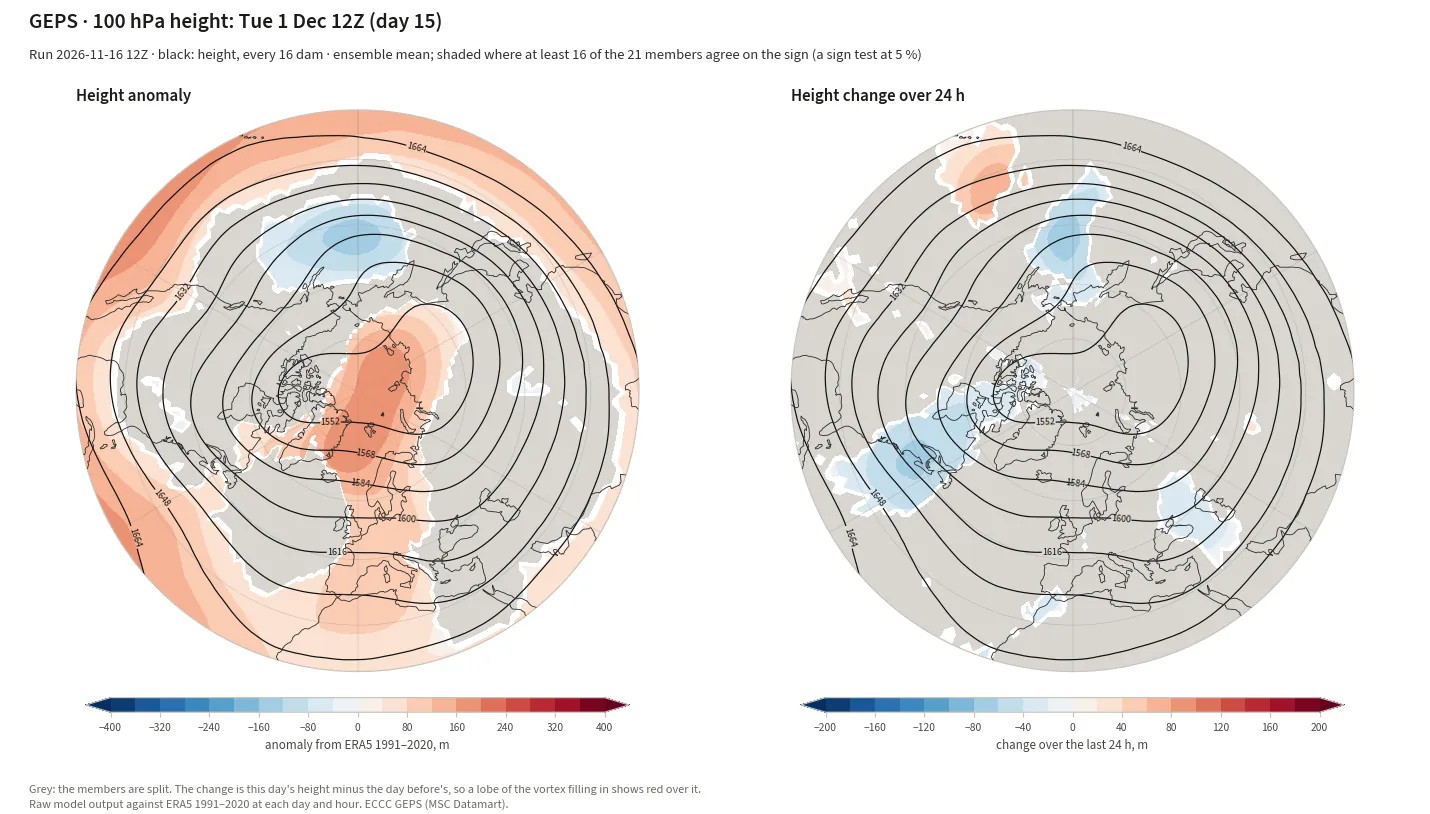 GEPS · 100 hPa height: Tue 1 Dec 12Z (day 15)
Run 2026-11-16 12Z · black: height, every 16 dam · ensemble mean; shaded where at least 16 of the 21 members agree on the sign (a sign test at 5 %)
Height anomaly
Height change over 24 h
1664
1664
1632
1632
1552
1552
1568
1568
1584
1584
1648
1648
1600
1600
1664
1664
1616
1616
−400 −320 −240 −160 −80 0 80 160 240 320 400
−200 −160 −120 −80 −40 0 40 80 120 160 200
anomaly from ERA5 1991–2020, m
change over the last 24 h, m
Grey: the members are split. The change is this day's height minus the day before's, so a lobe of the vortex filling in shows red over it.
Raw model output against ERA5 1991–2020 at each day and hour. ECCC GEPS (MSC Datamart).